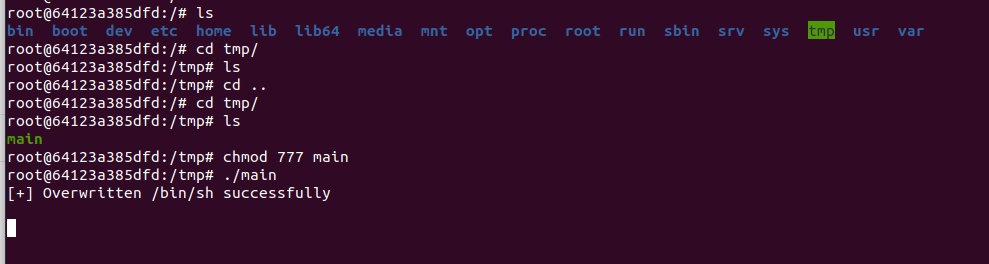 root@64123a385dfd:/# ls
bin boot dev etc home lib lib64 media mnt opt proc root run sbin srv sys tmp usr var
root@64123a385dfd:/# cd tmp/
root@64123a385dfd:/tmp# ls
root@64123a385dfd:/tmp# cd ..
root@64123a385dfd:/# cd tmp/
root@64123a385dfd:/tmp# ls
main
root@64123a385dfd:/tmp# chmod 777 main
root@64123a385dfd:/tmp# ./main
[+] Overwritten /bin/sh successfully